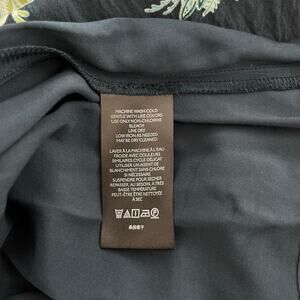 MACHINE WASH COLD
GENTLE WITH LIKE COLORS
USE ONLY NON-CHLORINE
BLEACH
LINE DRY
LOW IRON AS NEEDED
MAY BE DRY CLEANED
LAVER À LA MACHINE À L'EAU
FROIDE AVEC COULEURS
SIMILAIRES CYCLE DÉLICAT
UTILISER UN AGENT DE
BLANCHIMENT SANS CHLORE
SI NÉCESSAIRE
SUSPENDRE POUR SÉCHER
REPASSER, AU BESOIN, À TRÈS
BASSE TEMPÉRATURE
PEUT-ÊTRE ÊTRE NETTOYÉE
À SEC